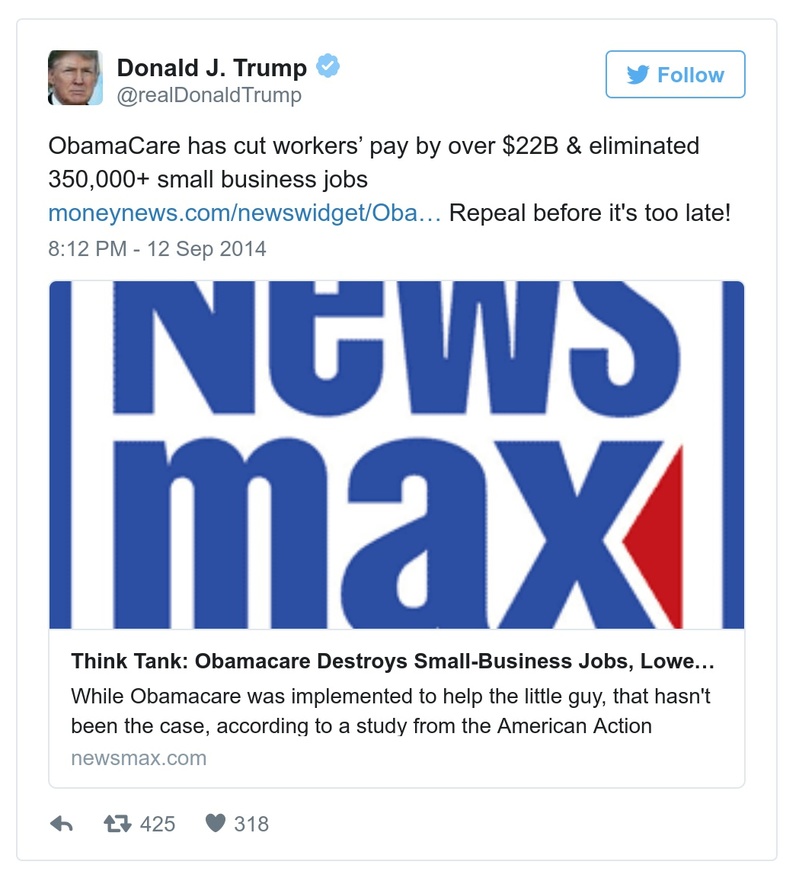 Donald J. Trump
@realDonaldTrump
Follow
ObamaCare has cut workers’ pay by over $22B & eliminated
350,000+ small business jobs
moneynews.com/newswidget/Oba… Repeal before it's too late!
8:12 PM - 12 Sep 2014
News
max
Think Tank: Obamacare Destroys Small-Business Jobs, Lowe…
While Obamacare was implemented to help the little guy, that hasn't
been the case, according to a study from the American Action
newsmax.com
425
318